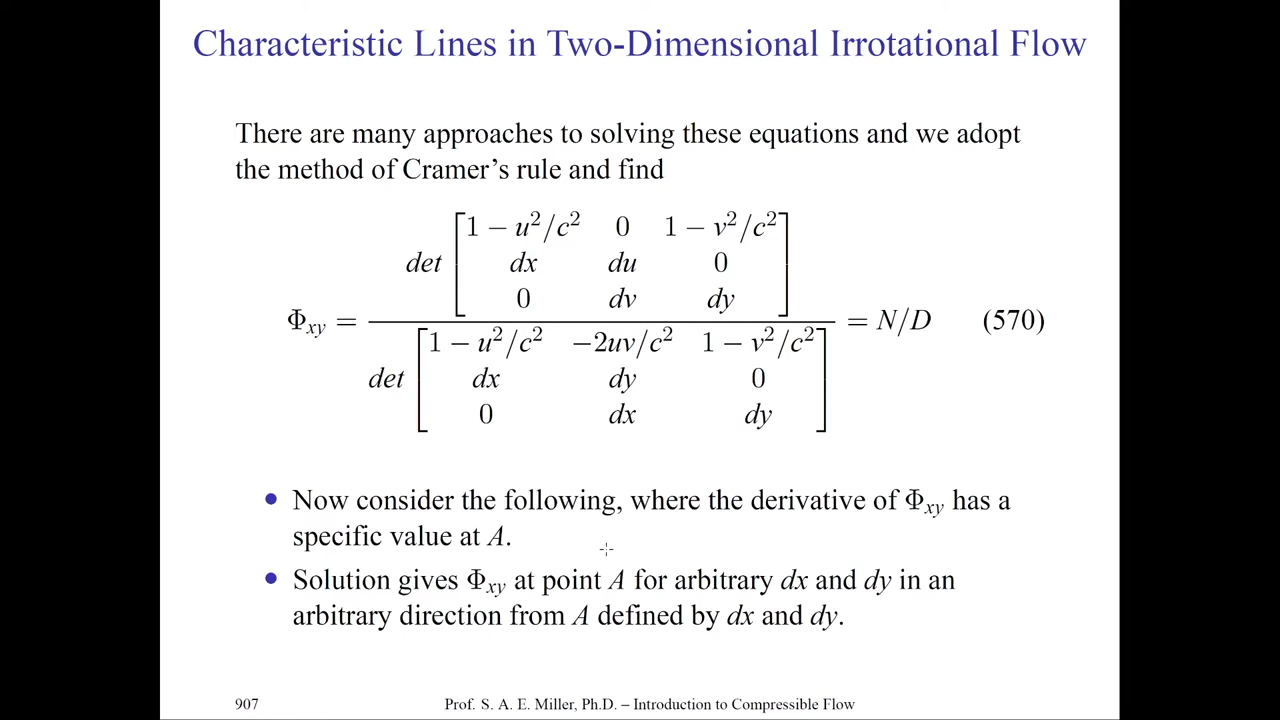 Characteristic Lines in Two-Dimensional Irrotational Flow
There are many approaches to solving these equations and we adopt
the method of Cramer's rule and find
det [1 − u²/c² 0 1 − v²/c²
dx du 0
0 dv dy]
Φxy = = N/D (570)
det [1 − u²/c² −2uv/c² 1 − v²/c²
dx dy 0
0 dx dy]
• Now consider the following, where the derivative of Φxy has a
specific value at A.
• Solution gives Φxy at point A for arbitrary dx and dy in an
arbitrary direction from A defined by dx and dy.
907 Prof. S. A. E. Miller, Ph.D. – Introduction to Compressible Flow